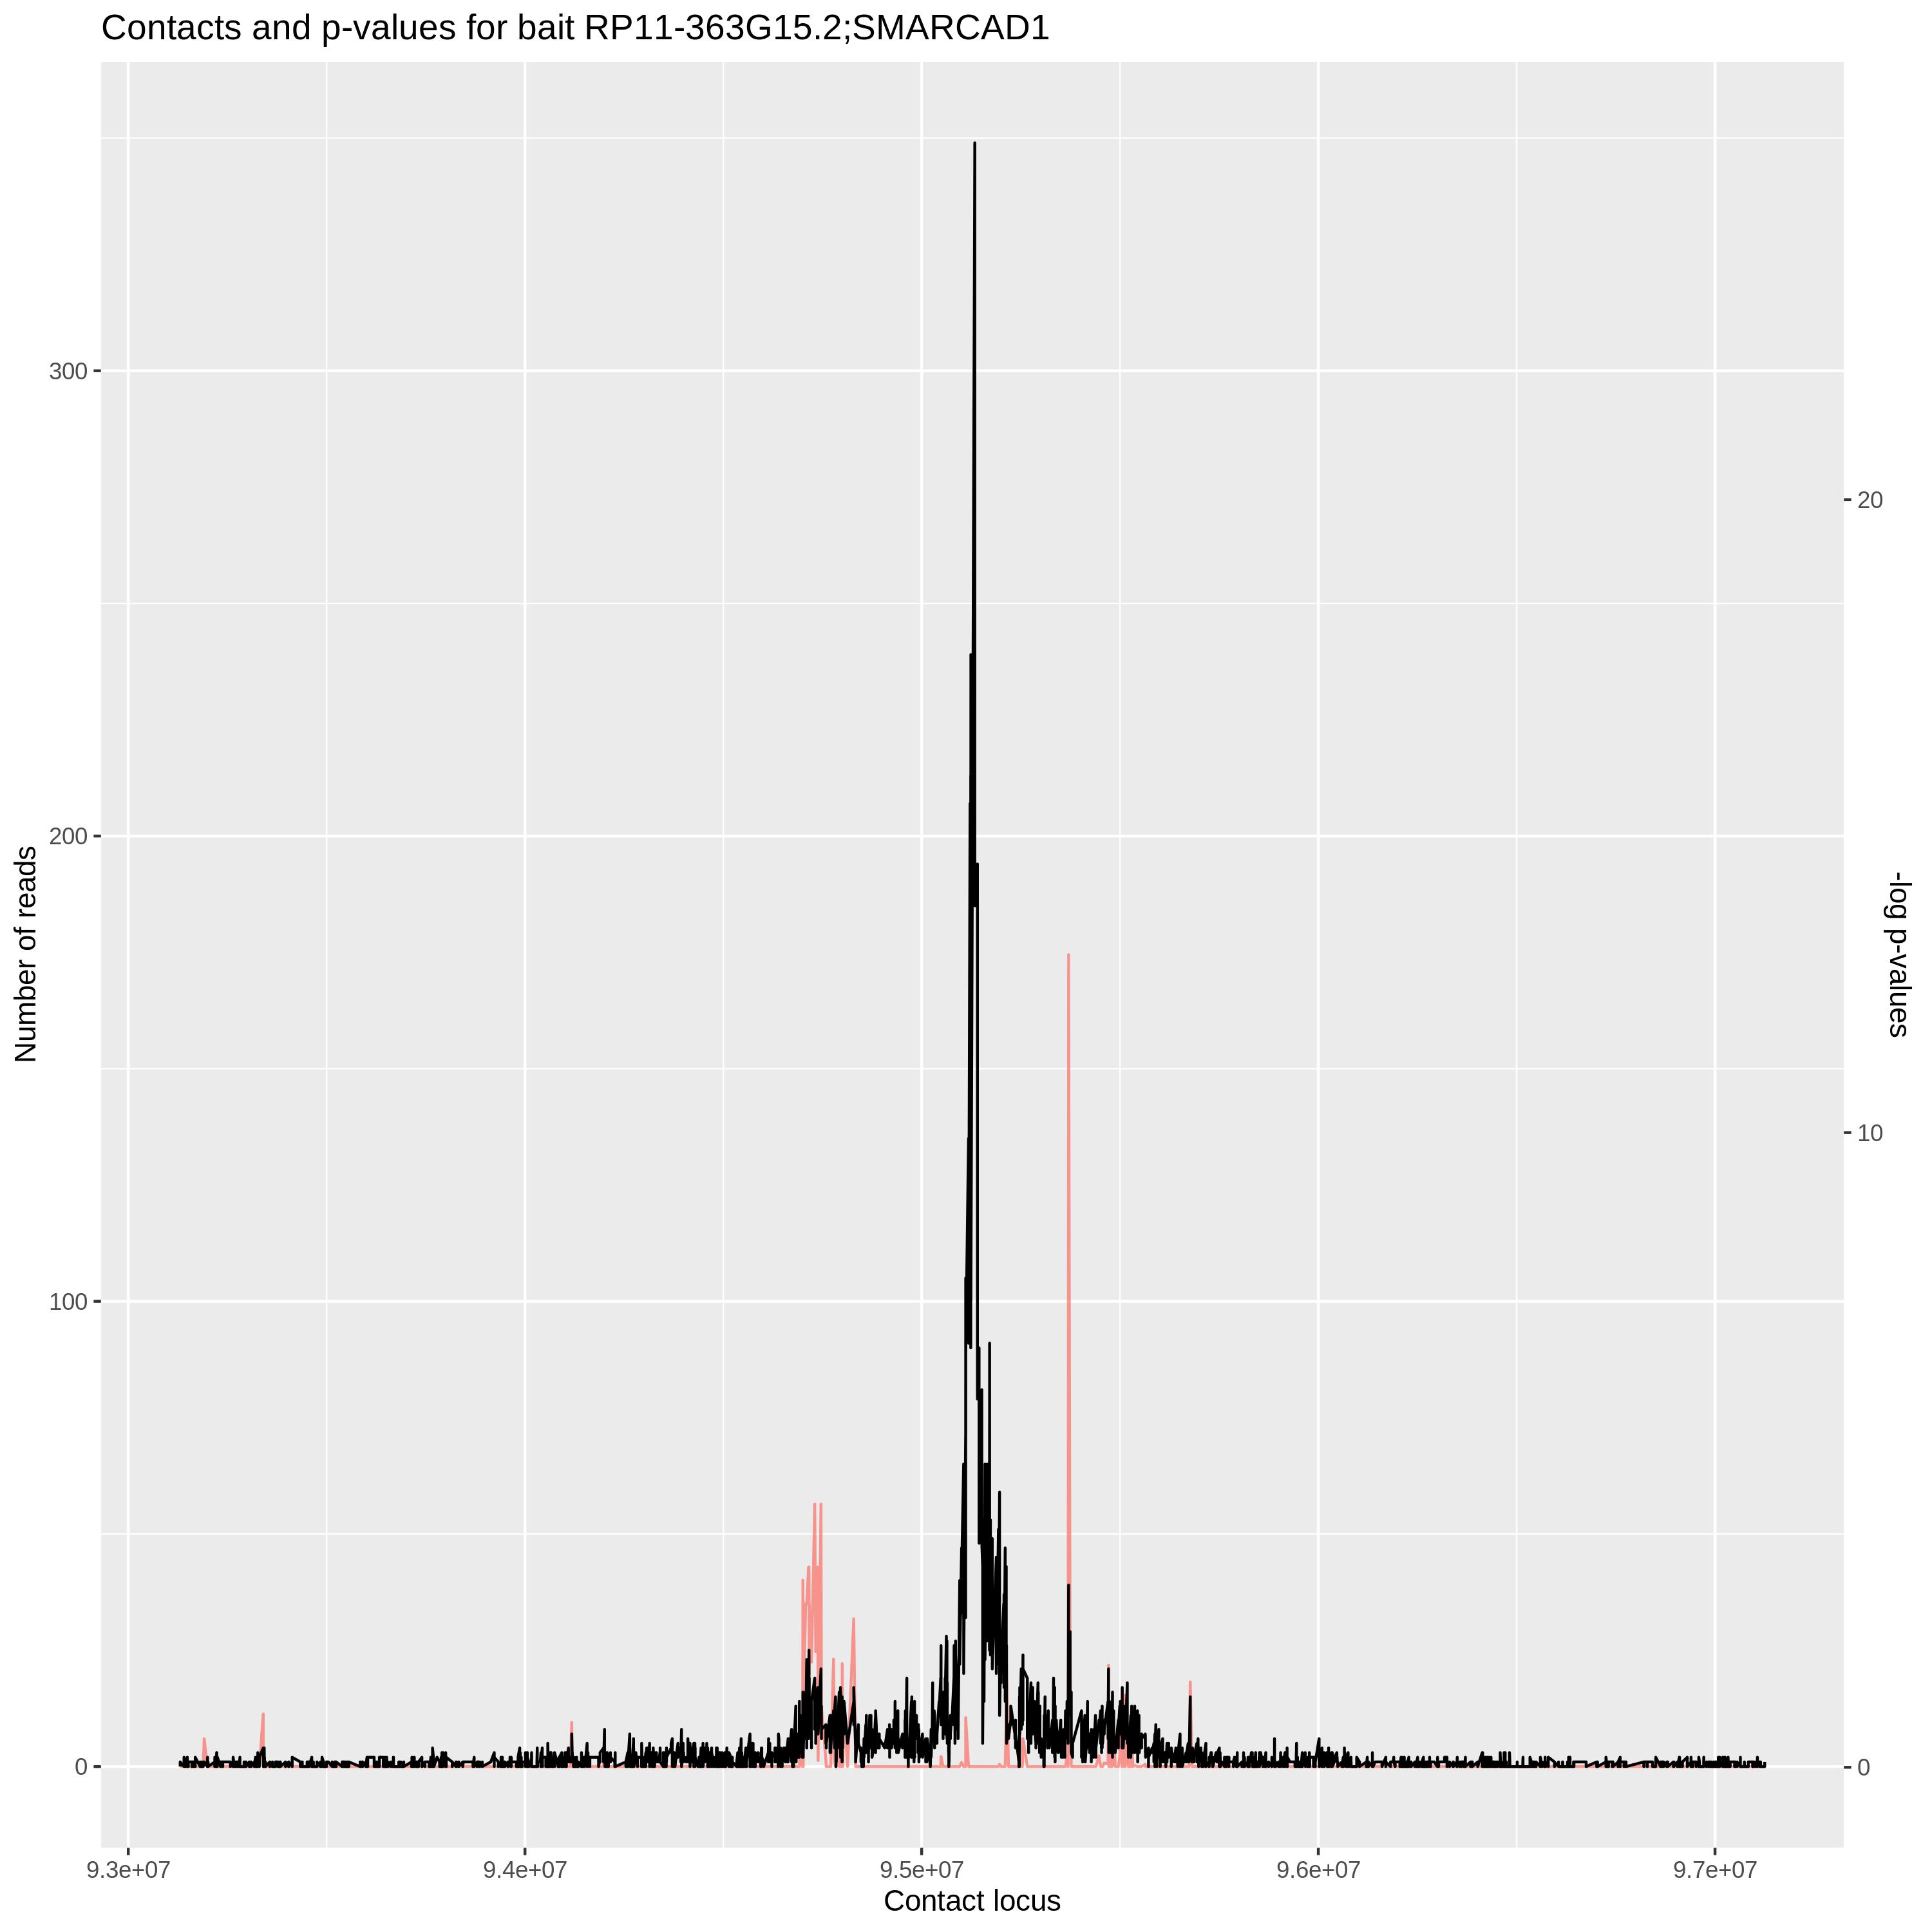 Contacts and p-values for bait RP11-363G15.2;SMARCAD1
300
200
100
0
Number of reads
20
10
0
-log p-values
9.3e+07
9.4e+07
9.5e+07
9.6e+07
9.7e+07
Contact locus